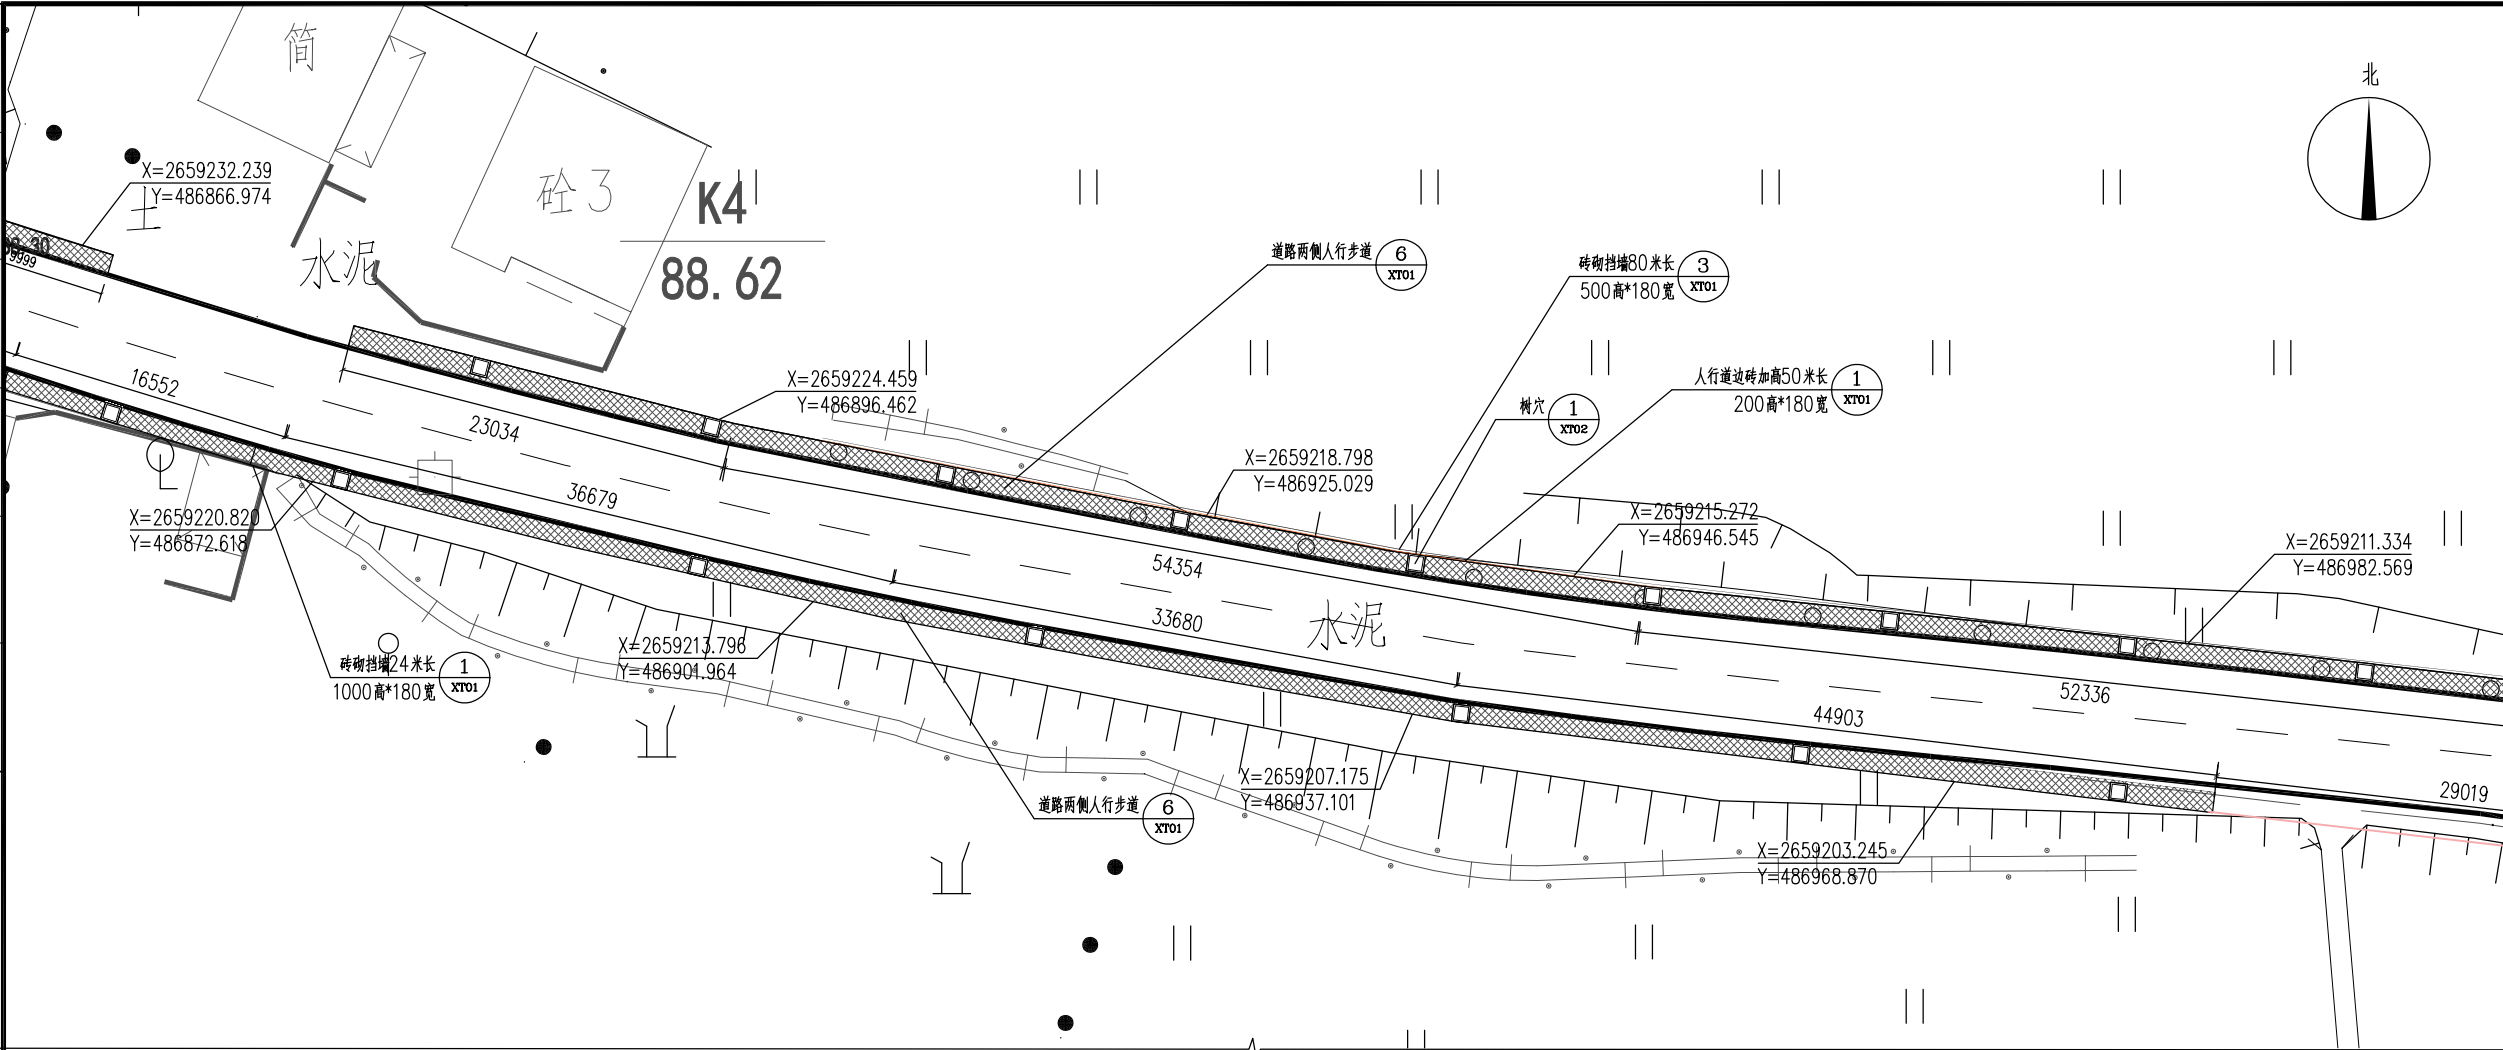 简
北
X=2659232.239
Y=486866.974
土
砼3
K4
88.62
水泥
9999
道路两侧人行步道
6
XT01
砖砌挡墙80米长
500高*180宽
3
XT01
16552
23034
X=2659224.459
Y=486896.462
人行道边砖加高50米长
200高*180宽
1
XT01
树穴
1
XT02
X=2659218.798
Y=486925.029
36679
X=2659220.820
Y=486872.618
X=2659215.272
Y=486946.545
X=2659211.334
Y=486982.569
54354
33680
水泥
X=2659213.798
Y=486901.964
砖砌挡墙24米长
1000高*180宽
1
XT01
52336
44903
29019
X=2659207.175
Y=486937.101
道路两侧人行步道
6
XT01
X=2659203.245
Y=486968.870